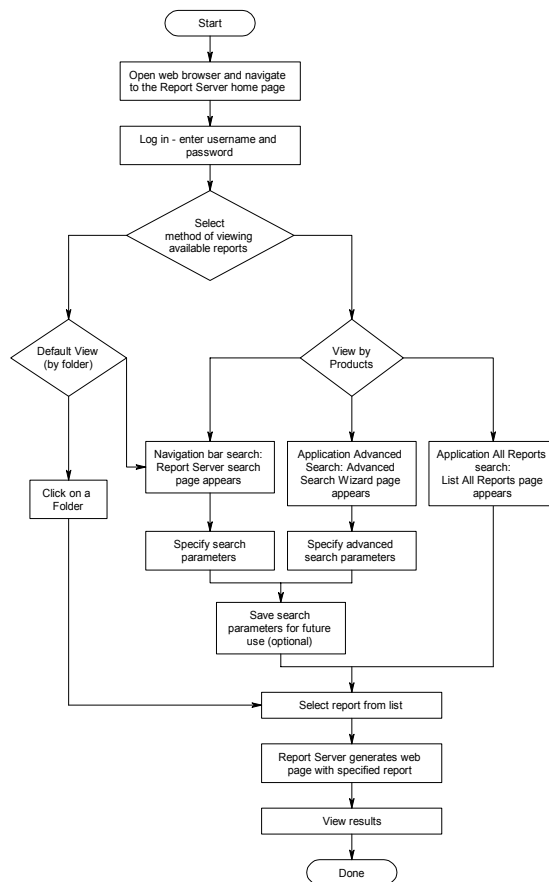 Start
Open web browser and navigate
to the Report Server home page
Log in - enter username and
password
Select
method of viewing
available reports
Default View
(by folder)
View by
Products
Navigation bar search:
Report Server search
page appears
Application Advanced
Search: Advanced
Search Wizard page
appears
Application All Reports
search:
List All Reports page
appears
Click on a
Folder
Specify search
parameters
Specify advanced
search parameters
Save search
parameters for future
use (optional)
Select report from list
Report Server generates web
page with specified report
View results
Done